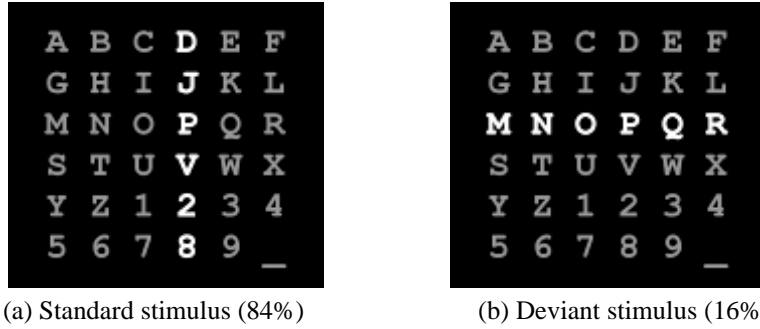 A B C D E F
G H I J K L
M N O P Q R
S T U V W X
Y Z 1 2 3 4
5 6 7 8 9 _
(a) Standard stimulus (84%)
A B C D E F
G H I J K L
M N O P Q R
S T U V W X
Y Z 1 2 3 4
5 6 7 8 9 _
(b) Deviant stimulus (16%